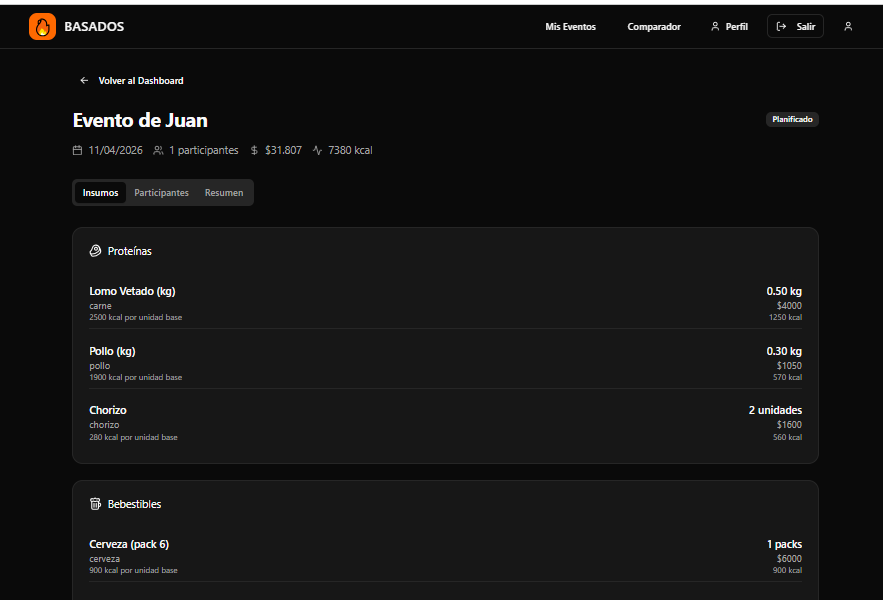 BASADOS
Mis Eventos Comparador Perfil Salir
Volver al Dashboard
Evento de Juan
Planificado
11/04/2026 1 participantes $ $31.807 7380 kcal
Insumos Participantes Resumen
Proteínas
Lomo Vetado (kg) 0.50 kg
carne $4000
2500 kcal por unidad base 1250 kcal
Pollo (kg) 0.30 kg
pollo $1050
1900 kcal por unidad base 570 kcal
Chorizo 2 unidades
chorizo $1600
280 kcal por unidad base 560 kcal
Bebestibles
Cerveza (pack 6) 1 packs
cerveza $6000
900 kcal por unidad base 900 kcal